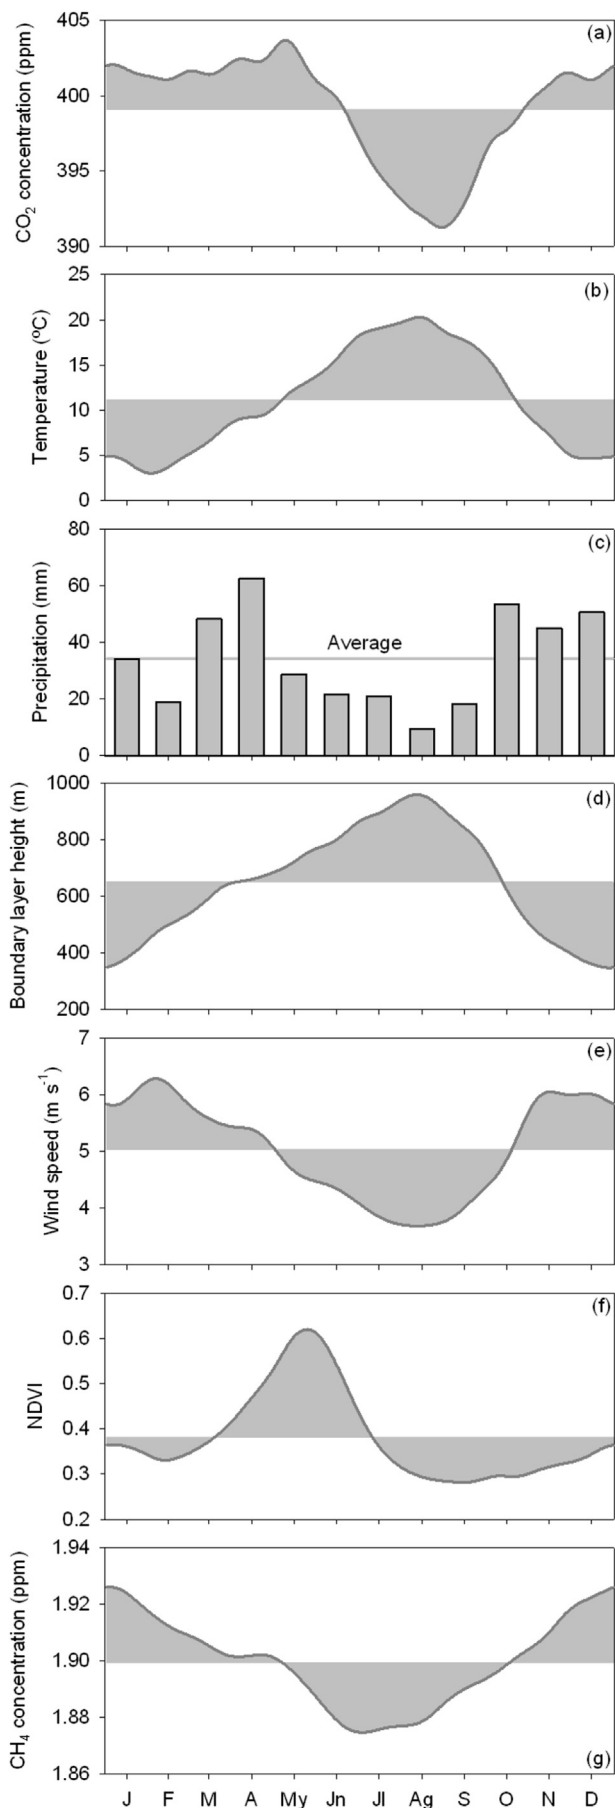 (a)
CO2 concentration (ppm)
405
400
395
390
(b)
Temperature (ºC)
25
20
15
10
5
0
(c)
Precipitation (mm)
80
60
40
20
0
Average
(d)
Boundary layer height (m)
1000
800
600
400
200
(e)
Wind speed (m s-1)
7
6
5
4
3
(f)
NDVI
0.7
0.6
0.5
0.4
0.3
0.2
CH4 concentration (ppm)
1.94
1.92
1.90
1.88
1.86
(g)
J F M A My Jn Jl Ag S O N D